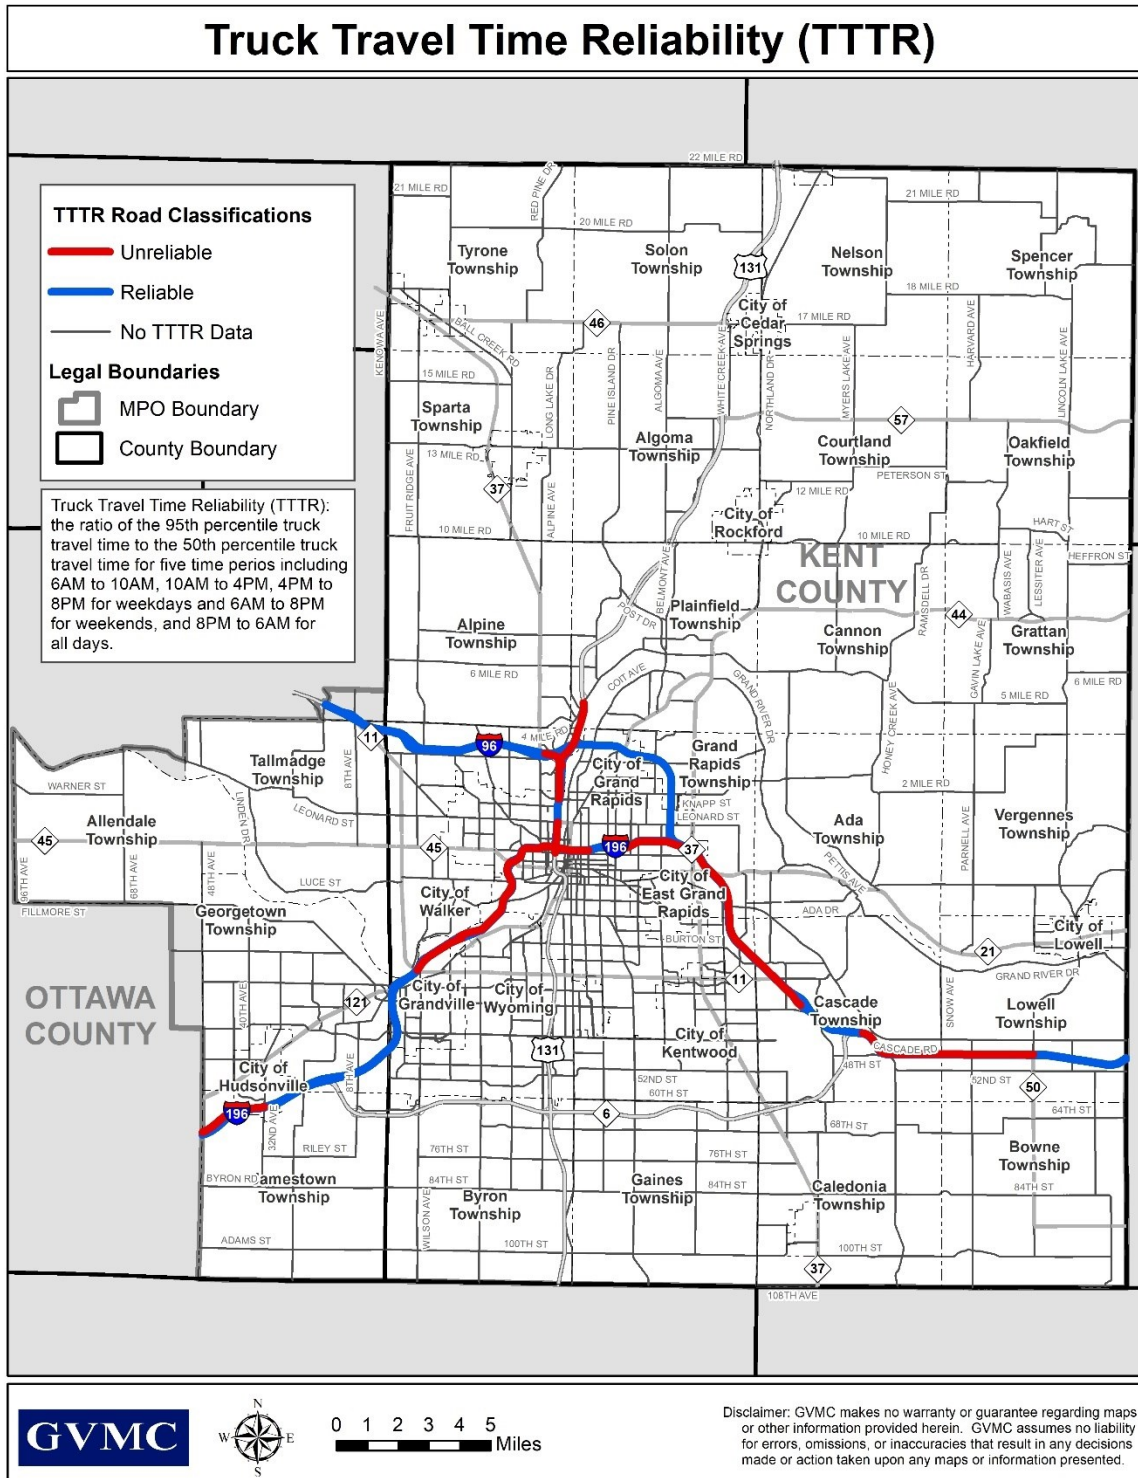 Truck Travel Time Reliability (TTTR)
TTTR Road Classifications
Unreliable
Reliable
No TTTR Data
Legal Boundaries
MPO Boundary
County Boundary
Truck Travel Time Reliability (TTTR):
the ratio of the 95th percentile truck
travel time to the 50th percentile truck
travel time for five time perios including
6AM to 10AM, 10AM to 4PM, 4PM to
8PM for weekdays and 6AM to 8PM
for weekends, and 8PM to 6AM for
all days.
22 MILE RD
21 MILE RD
RED PINE DR
21 MILE RD
20 MILE RD
Tyrone
Township
Solon
Township
Nelson
Township
Spencer
Township
131
18 MILE RD
City of
Cedar
Springs
17 MILE RD
46
KENOWA AVE
BALL CREEK RD
15 MILE RD
LONG LAKE DR
PINE ISLAND DR
ALGOMA AVE
WHITE CREEK AVE
NORTHLAND DR
MYERS LAKE AVE
HARVARD AVE
LINCOLN LAKE AVE
57
Sparta
Township
Algoma
Township
Courtland
Township
Oakfield
Township
13 MILE RD
PETERSON ST
37
12 MILE RD
FRUIT RIDGE AVE
ALPINE AVE
10 MILE RD
City of
Rockford
10 MILE RD
HART ST
HEFFRON ST
KENT
COUNTY
BELMONT AVE
POST DR
RAMSDELL DR
WABASIS AVE
LESSITER AVE
Plainfield
Township
44
Alpine
Township
Cannon
Township
Grattan
Township
GAVIN LAKE AVE
6 MILE RD
COIT AVE
GRAND RIVER DR
6 MILE RD
5 MILE RD
HONEY CREEK AVE
11
4 MILE RD
96
Tallmadge
Township
8TH AVE
City of
Grand
Rapids
Grand
Rapids
Township
2 MILE RD
WARNER ST
LINDEN DR
LEONARD ST
KNAPP ST
LEONARD ST
Allendale
Township
Ada
Township
Vergennes
Township
PARNELL AVE
45
45
196
37
96TH AVE
68TH AVE
48TH AVE
LUCE ST
PETTIS AVE
City of
Walker
City of
East Grand
Rapids
FILLMORE ST
Georgetown
Township
ADA DR
City of
Lowell
BURTON ST
21
GRAND RIVER DR
11
OTTAWA
COUNTY
121
40TH AVE
City of
Grandville
City of
Wyoming
Cascade
Township
SNOW AVE
Lowell
Township
131
City of
Kentwood
CASCADE RD
48TH ST
8TH AVE
City of
Hudsonville
52ND ST
60TH ST
52ND ST
50
196
32ND AVE
6
64TH ST
68TH ST
RILEY ST
76TH ST
76TH ST
Bowne
Township
BYRON RD
amestown
Township
84TH ST
Byron
Township
Gaines
Township
84TH ST
Caledonia
Township
84TH ST
WILSON AVE
ADAMS ST
100TH ST
100TH ST
37
108TH AVE
GVMC
N
W
E
S
0 1 2 3 4 5
Miles
Disclaimer: GVMC makes no warranty or guarantee regarding maps
or other information provided herein. GVMC assumes no liability
for errors, omissions, or inaccuracies that result in any decisions
made or action taken upon any maps or information presented.